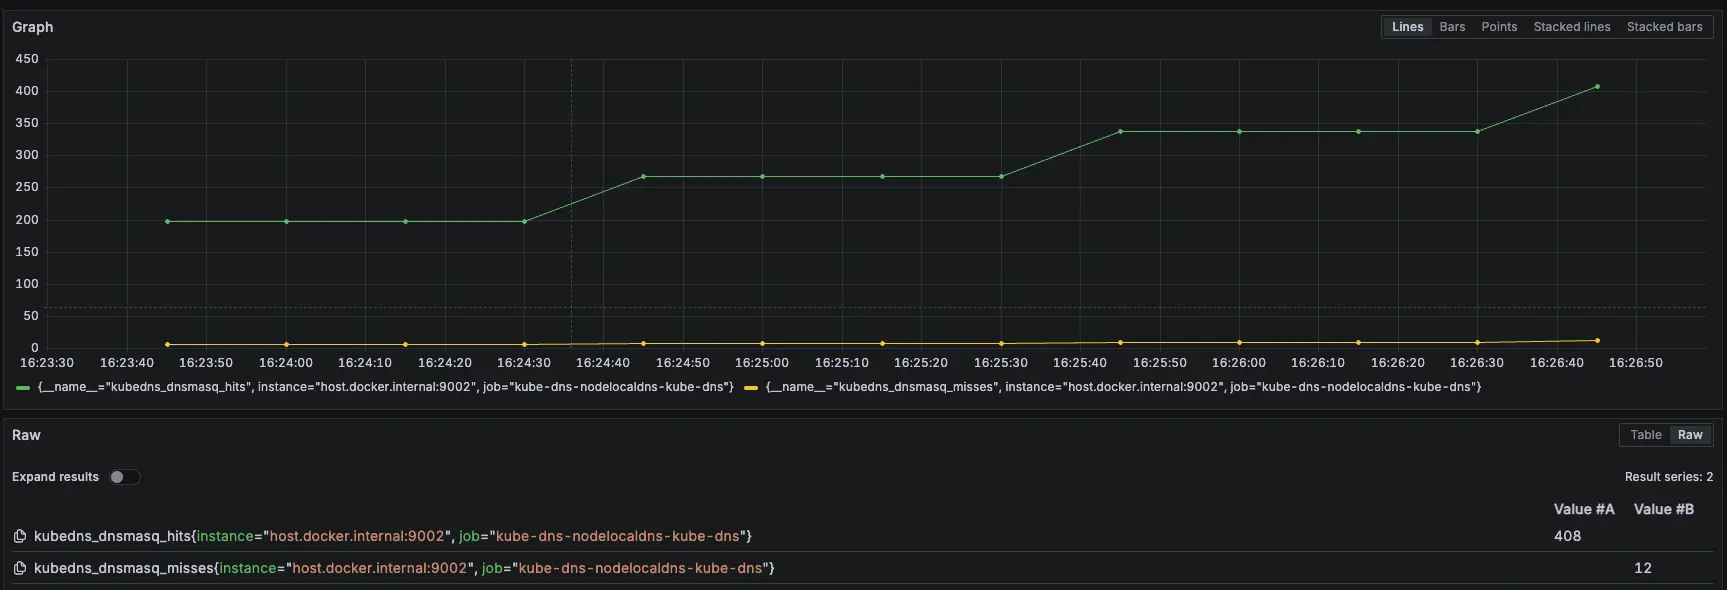 Graph
Lines Bars Points Stacked lines Stacked bars
450
400
350
300
250
200
150
100
50
0
16:23:30 16:23:40 16:23:50 16:24:00 16:24:10 16:24:20 16:24:30 16:24:40 16:24:50 16:25:00 16:25:10 16:25:20 16:25:30 16:25:40 16:25:50 16:26:00 16:26:10 16:26:20 16:26:30 16:26:40 16:26:50
{__name__="kubedns_dnsmasq_hits", instance="host.docker.internal:9002", job="kube-dns-nodelocaldns-kube-dns"} {__name__="kubedns_dnsmasq_misses", instance="host.docker.internal:9002", job="kube-dns-nodelocaldns-kube-dns"}
Raw
Table Raw
Expand results
Result series: 2
Value #A Value #B
kubedns_dnsmasq_hits{instance="host.docker.internal:9002", job="kube-dns-nodelocaldns-kube-dns"} 408
kubedns_dnsmasq_misses{instance="host.docker.internal:9002", job="kube-dns-nodelocaldns-kube-dns"} 12